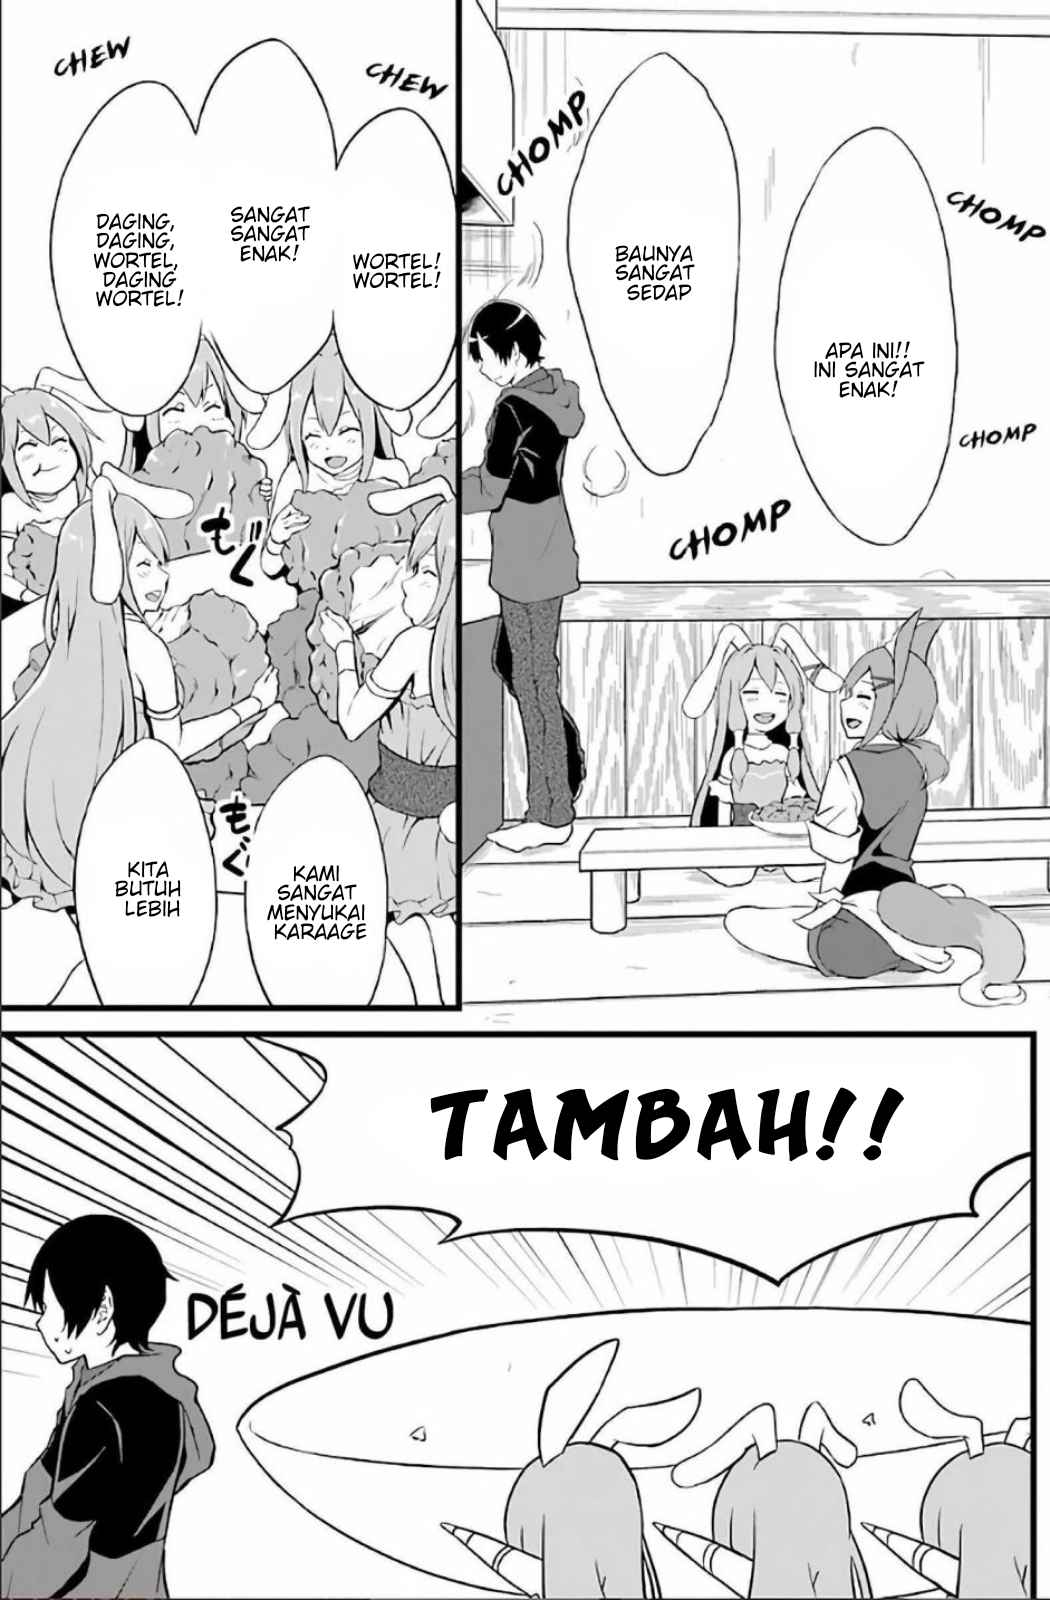 CHOMP
BAUNYA
SANGAT
SEDAP
CHOMP
APA INI!!
INI SANGAT
ENAK!
CHOMP
CHOMP
CHEW
CHEW
WORTEL!
WORTEL!
SANGAT
SANGAT
ENAK!
DAGING,
DAGING,
WORTEL,
DAGING
WORTEL!
もぐ
もぐ
KAMI
SANGAT
MENYUKAI
KARAAGE
KITA
BUTUH
LEBIH
TAMBAH!!
DÉJÀ VU